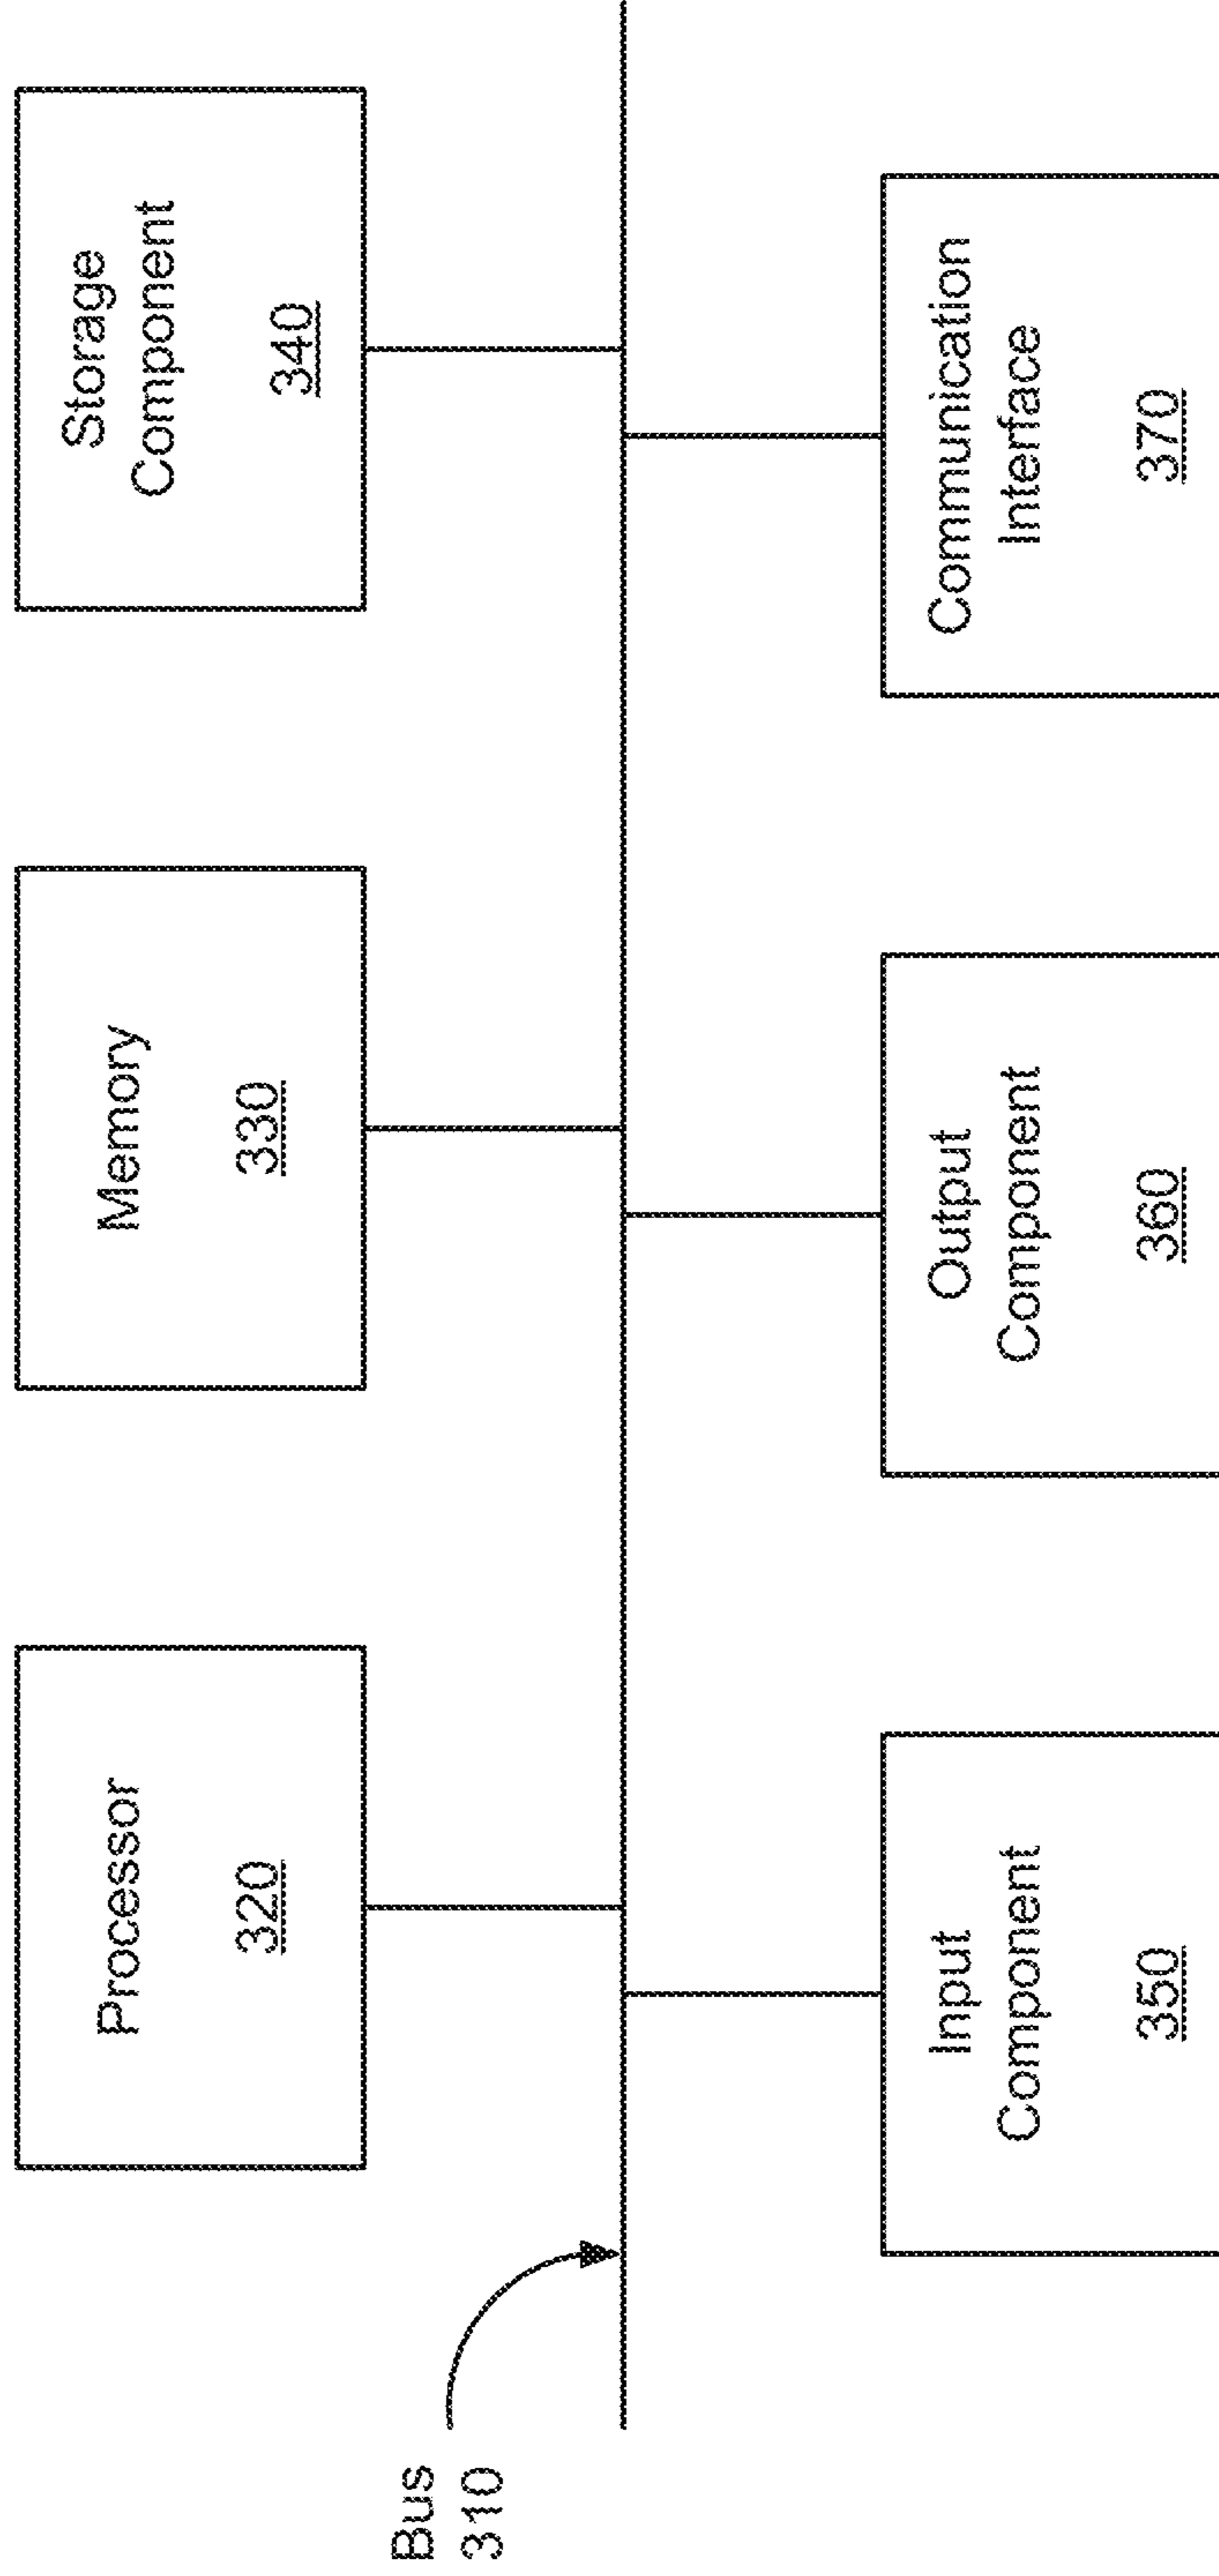 Processor
320
Memory
330
Storage
Component
340
Bus
310
Input
Component
350
Output
Component
360
Communication
Interface
370